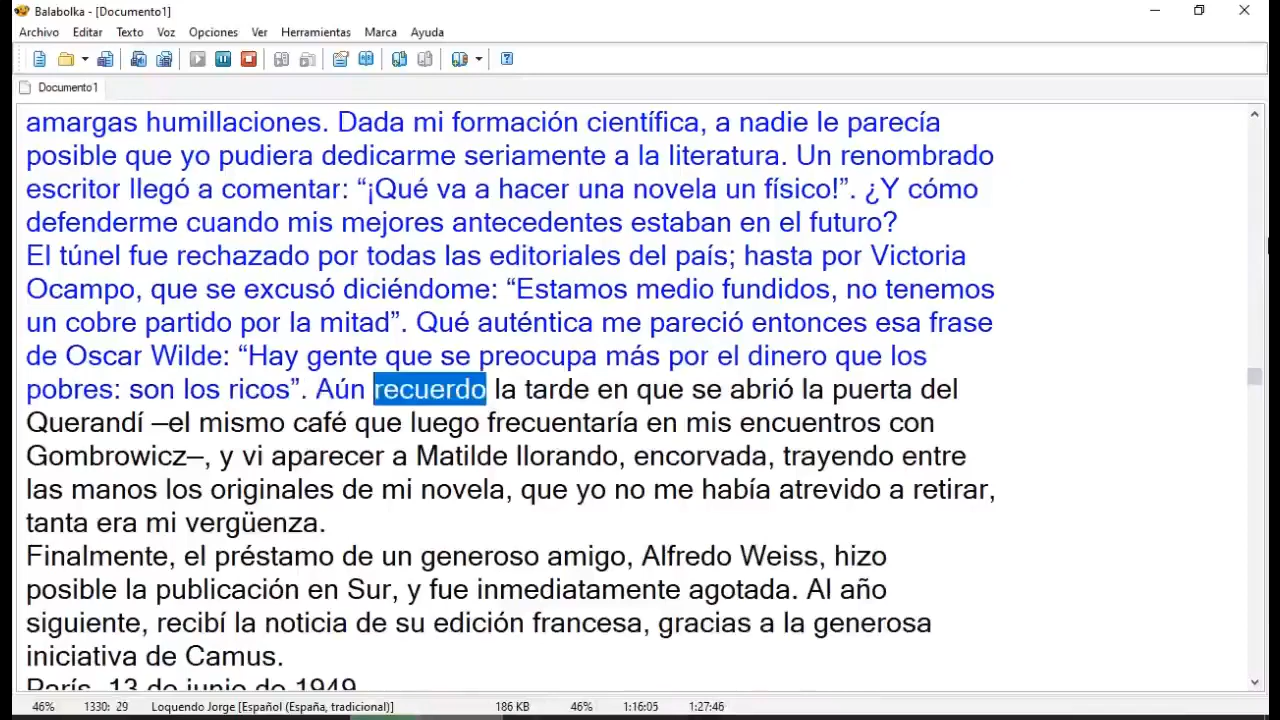 Balabolka - [Documento1]
Archivo Editar Texto Voz Opciones Ver Herramientas Marca Ayuda
Documento1
amargas humillaciones. Dada mi formación científica, a nadie le parecía
posible que yo pudiera dedicarme seriamente a la literatura. Un renombrado
escritor llegó a comentar: “¡Qué va a hacer una novela un físico!”. ¿Y cómo
defenderme cuando mis mejores antecedentes estaban en el futuro?
El túnel fue rechazado por todas las editoriales del país; hasta por Victoria
Ocampo, que se excusó diciéndome: “Estamos medio fundidos, no tenemos
un cobre partido por la mitad”. Qué auténtica me pareció entonces esa frase
de Oscar Wilde: “Hay gente que se preocupa más por el dinero que los
pobres: son los ricos”. Aún recuerdo la tarde en que se abrió la puerta del
Querandí —el mismo café que luego frecuentaría en mis encuentros con
Gombrowicz—, y vi aparecer a Matilde llorando, encorvada, trayendo entre
las manos los originales de mi novela, que yo no me había atrevido a retirar,
tanta era mi vergüenza.
Finalmente, el préstamo de un generoso amigo, Alfredo Weiss, hizo
posible la publicación en Sur, y fue inmediatamente agotada. Al año
siguiente, recibí la noticia de su edición francesa, gracias a la generosa
iniciativa de Camus.
París, 13 de junio de 1949
46% 1330: 29 Loquendo Jorge [Español (España, tradicional)] 186 KB 46% 1:16:05 1:27:46